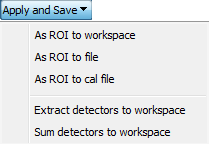 Apply and Save
As ROI to workspace
As ROI to file
As ROI to cal file
Extract detectors to workspace
Sum detectors to workspace